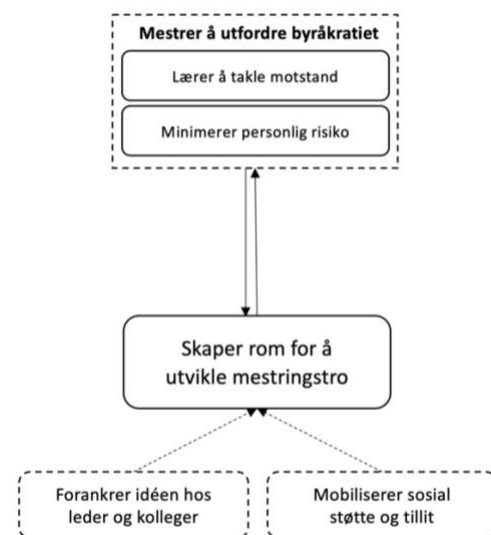 Mestrer å utfordre byråkratiet
Lærer å takle motstand
Minimerer personlig risiko
Skaper rom for å
utvikle mestringstro
Forankrer idéen hos
leder og kolleger
Mobiliserer sosial
støtte og tillit